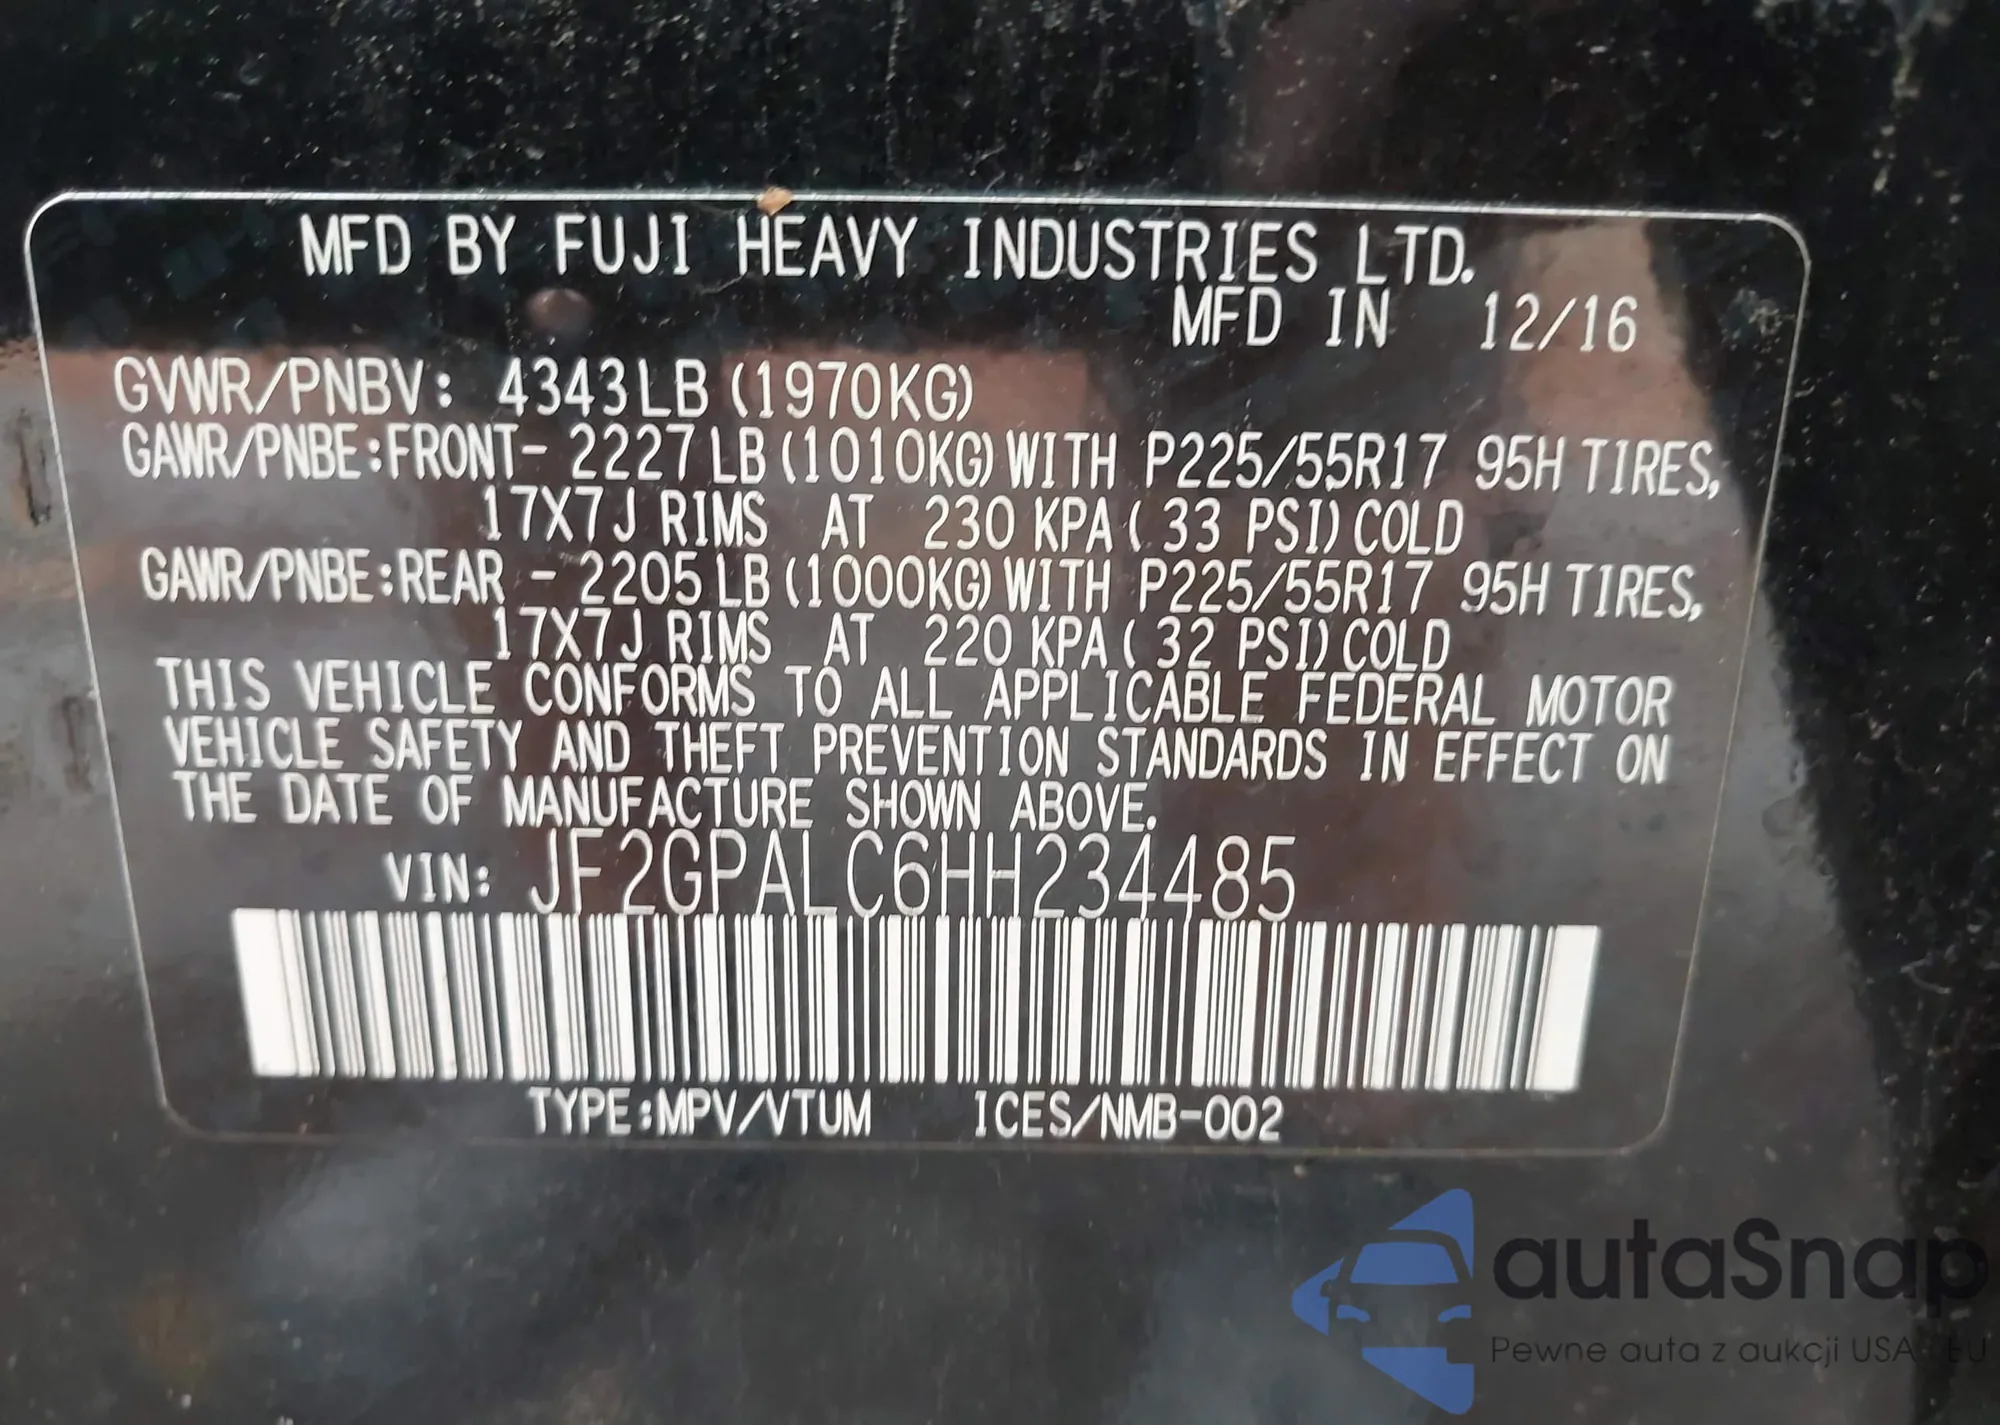 MFD BY FUJI HEAVY INDUSTRIES LTD.
MFD IN 12/16
GVWR/PNBV: 4343LB (1970KG)
GAWR/PNBE:FRONT- 2227LB (1010KG) WITH P225/55R17 95H TIRES,
17X7J RIMS AT 230 KPA ( 33 PSI) COLD
GAWR/PNBE:REAR - 2205LB (1000KG) WITH P225/55R17 95H TIRES,
17X7J RIMS AT 220 KPA ( 32 PSI) COLD
THIS VEHICLE CONFORMS TO ALL APPLICABLE FEDERAL MOTOR
VEHICLE SAFETY AND THEFT PREVENTION STANDARDS IN EFFECT ON
THE DATE OF MANUFACTURE SHOWN ABOVE.
VIN: JF2GPALC6HH234485
TYPE:MPV/VTUM ICES/NMB-002
autaSnap
Pewne auta z aukcji USA i EU